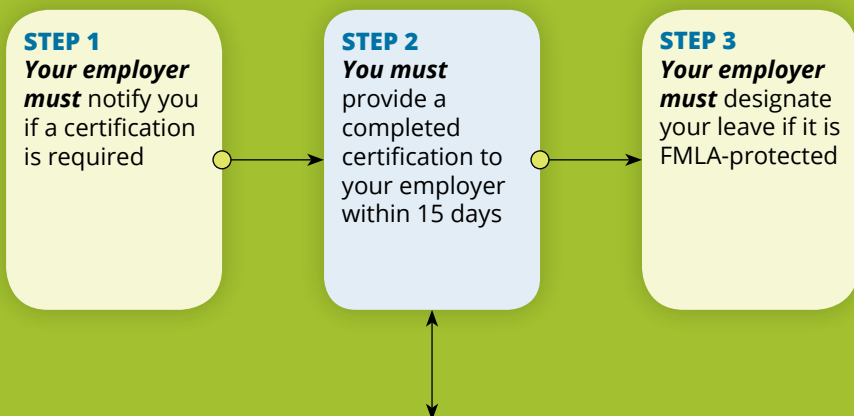 STEP 1
Your employer
must notify you
if a certification
is required
STEP 2
You must
provide a
completed
certification to
your employer
within 15 days
STEP 3
Your employer
must designate
your leave if it is
FMLA-protected